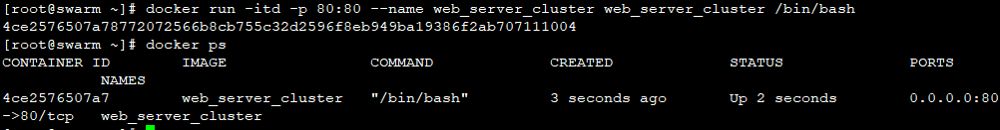 [root@swarm ~]# docker run -itd -p 80:80 --name web_server_cluster web_server_cluster /bin/bash
4ce2576507a78772072566b8cb755c32d2596f8eb949ba19386f2ab707111004
[root@swarm ~]# docker ps
CONTAINER ID        IMAGE               COMMAND             CREATED             STATUS              PORTS
          NAMES
4ce2576507a7        web_server_cluster   "/bin/bash"         3 seconds ago       Up 2 seconds        0.0.0.0:80
->80/tcp   web_server_cluster
[root@swarm ~]#